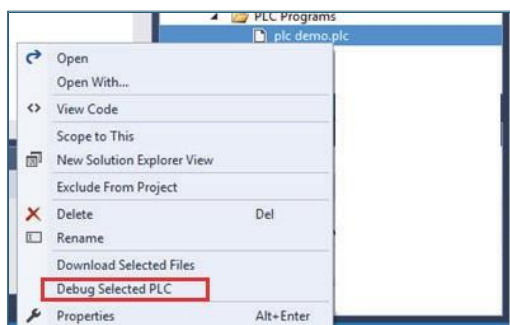 PLC Programs
plc demo.plc
Open
Open With...
View Code
Scope to This
New Solution Explorer View
Exclude From Project
Delete Del
Rename
Download Selected Files
Debug Selected PLC
Properties Alt+Enter